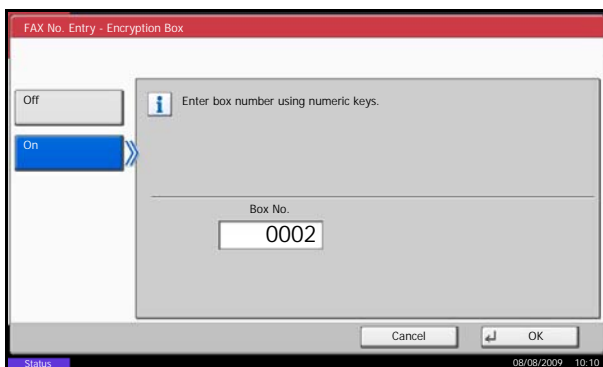 FAX No. Entry - Encryption Box
Off
Enter box number using numeric keys.
On
Box No.
0002
Cancel
OK
Status
08/08/2009 10:10